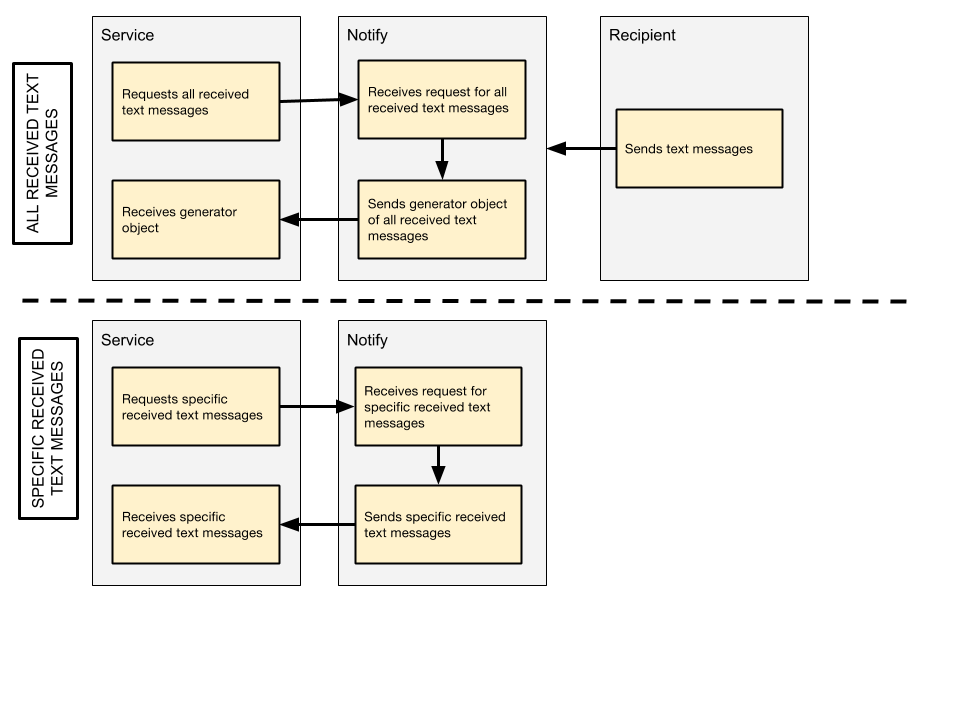 ALL RECEIVED TEXT
MESSAGES
Service
Requests all received
text messages
Receives generator
object
Notify
Receives request for all
received text messages
Sends generator object
of all received text
messages
Recipient
Sends text messages
SPECIFIC RECEIVED
TEXT MESSAGES
Service
Requests specific
received text messages
Receives specific
received text messages
Notify
Receives request for
specific received text
messages
Sends specific received
text messages